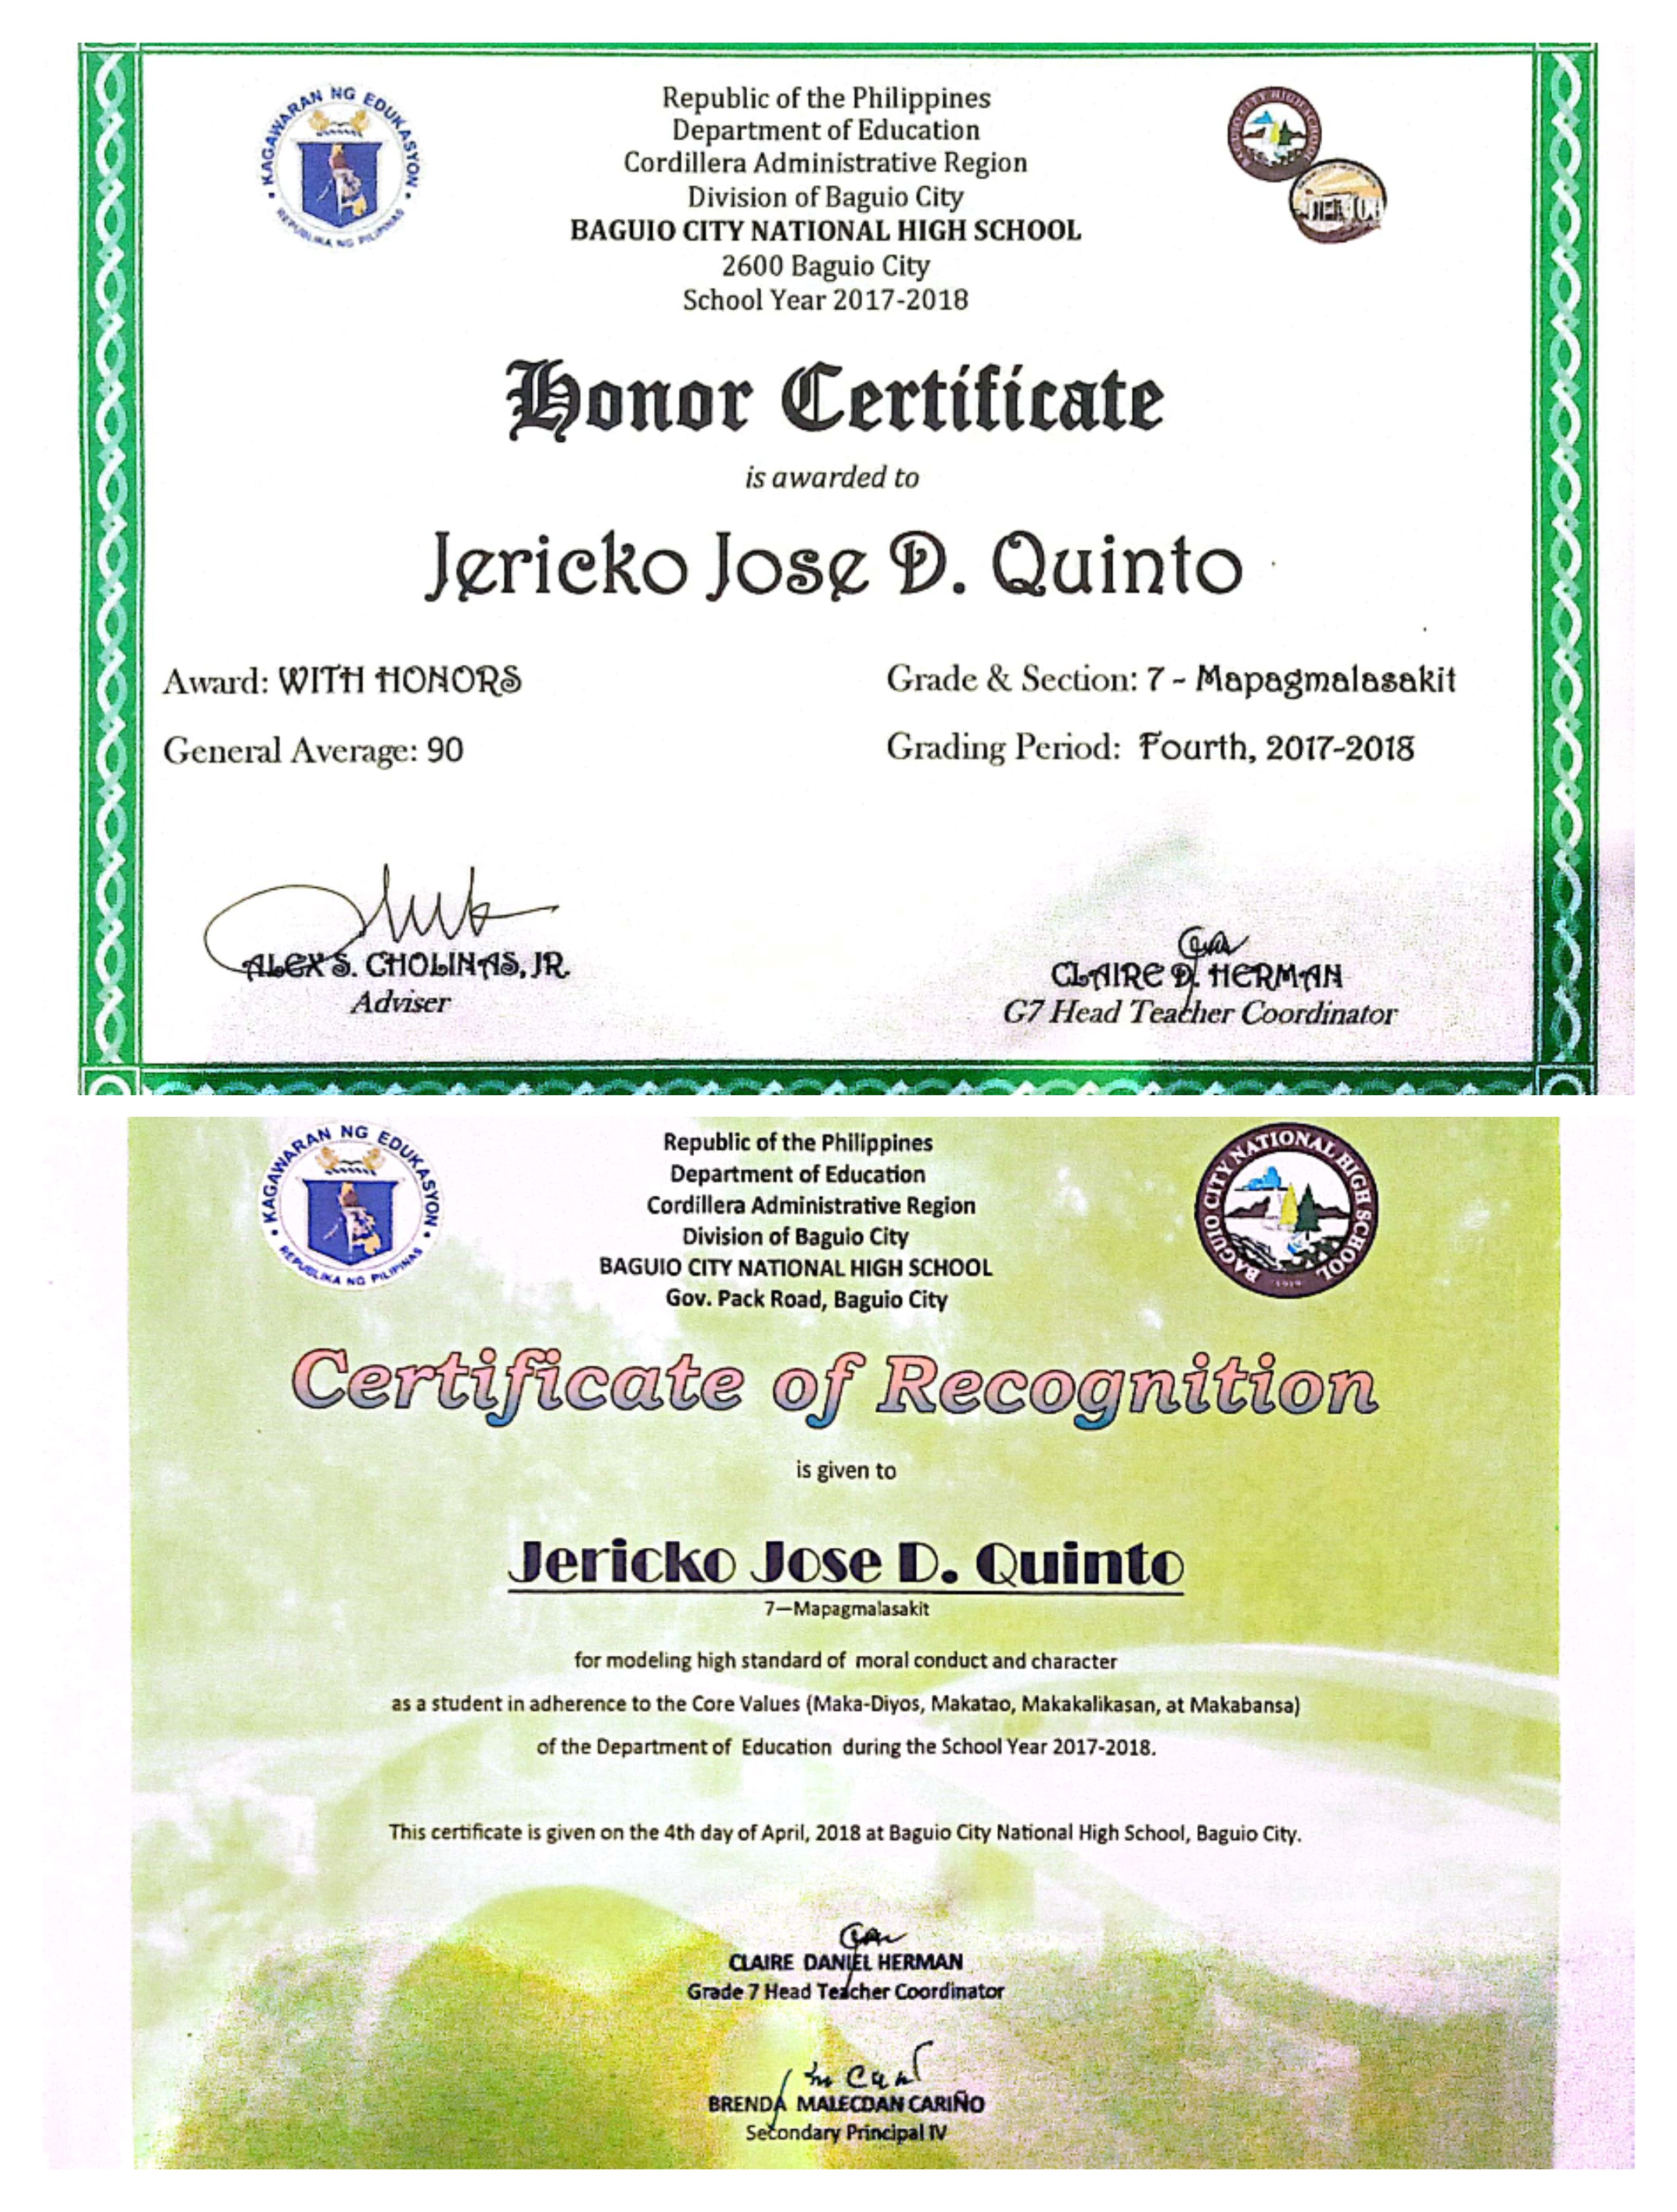 KAGAWARAN NG EDUKASYON
REPUBLIKA NG PILIPINAS
Republic of the Philippines
Department of Education
Cordillera Administrative Region
Division of Baguio City
BAGUIO CITY NATIONAL HIGH SCHOOL
2600 Baguio City
School Year 2017-2018
Honor Certificate
is awarded to
Jericko Jose D. Quinto
Award: WITH HONORS
Grade & Section: 7 - Mapagmalasakit
General Average: 90
Grading Period: Fourth, 2017-2018
ALEX S. CHOLINAS, JR.
Adviser
CLAIRE D. HERMAN
G7 Head Teacher Coordinator
KAGAWARAN NG EDUKASYON
REPUBLIKA NG PILIPINAS
Republic of the Philippines
Department of Education
Cordillera Administrative Region
Division of Baguio City
BAGUIO CITY NATIONAL HIGH SCHOOL
Gov. Pack Road, Baguio City
BAGUIO CITY NATIONAL HIGH SCHOOL
Certificate of Recognition
is given to
Jericko Jose D. Quinto
7—Mapagmalasakit
for modeling high standard of moral conduct and character
as a student in adherence to the Core Values (Maka-Diyos, Makatao, Makakalikasan, at Makabansa)
of the Department of Education during the School Year 2017-2018.
This certificate is given on the 4th day of April, 2018 at Baguio City National High School, Baguio City.
CLAIRE DANIEL HERMAN
Grade 7 Head Teacher Coordinator
BRENDA MALECDAN CARIÑO
Secondary Principal IV